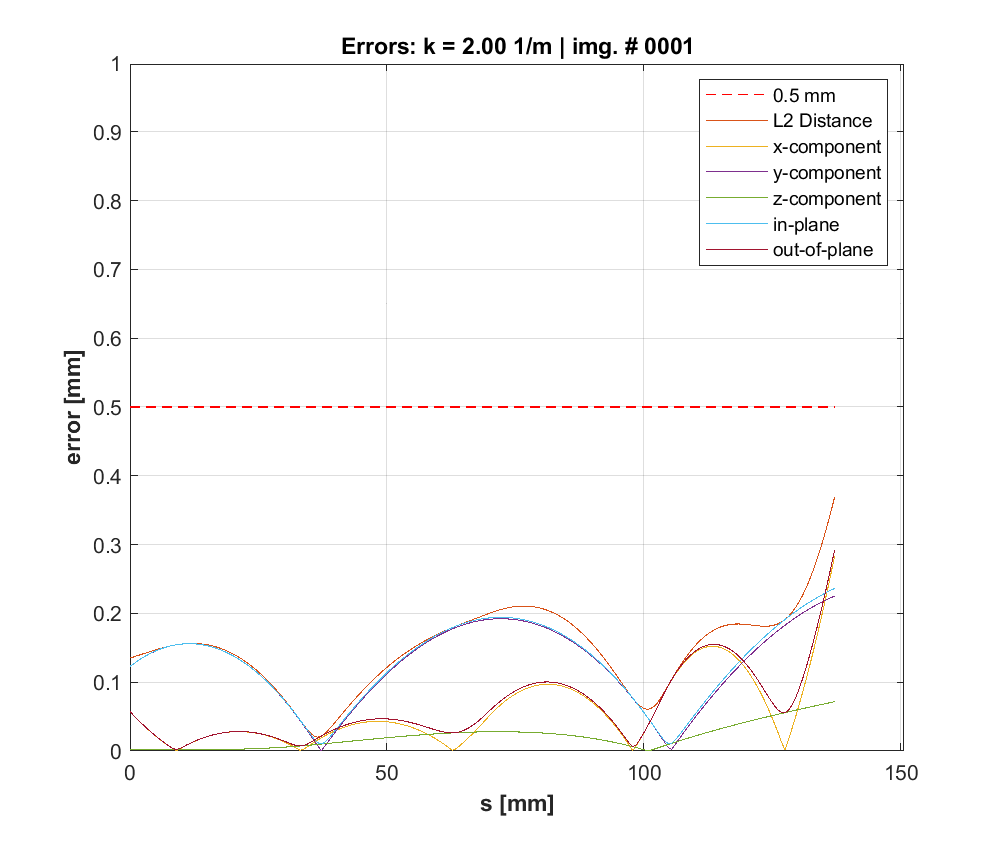 Errors: k = 2.00 1/m | img. # 0001
1
0.9
0.8
0.7
0.6
0.5
0.4
0.3
0.2
0.1
0
error [mm]
0.5 mm
L2 Distance
x-component
y-component
z-component
in-plane
out-of-plane
0
50
100
150
s [mm]